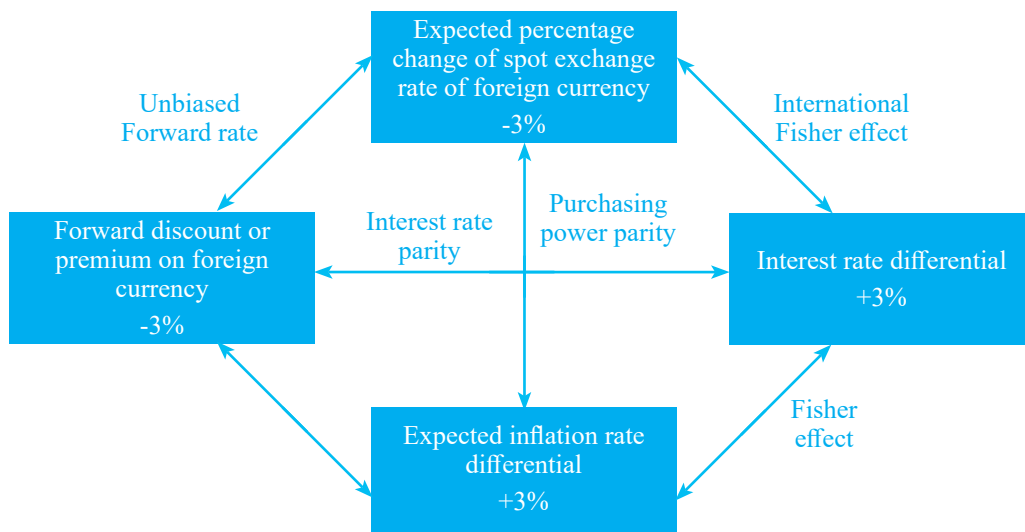 Expected percentage
change of spot exchange
rate of foreign currency
-3%
Unbiased
Forward rate
International
Fisher effect
Forward discount or
premium on foreign
currency
-3%
Interest rate
parity
Purchasing
power parity
Interest rate differential
+3%
Expected inflation rate
differential
+3%
Fisher
effect